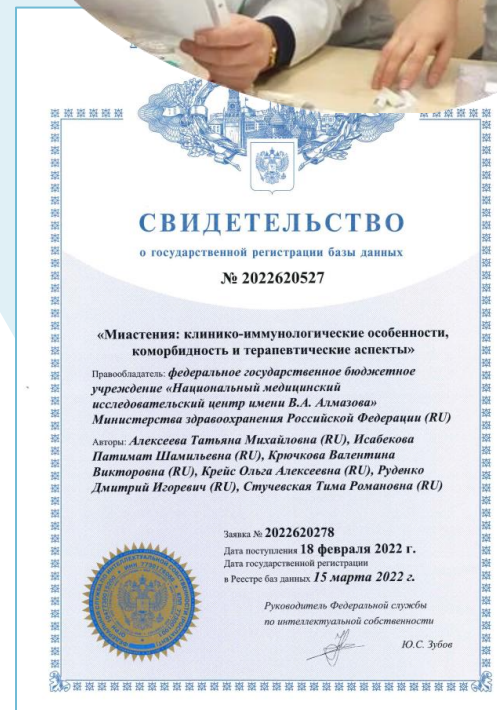 СВИДЕТЕЛЬСТВО
о государственной регистрации базы данных
№ 2022620527
«Миастения: клинико-иммунологические особенности,
коморбидность и терапевтические аспекты»
Правообладатель: федеральное государственное бюджетное
учреждение «Национальный медицинский
исследовательский центр имени В.А. Алмазова»
Министерства здравоохранения Российской Федерации (RU)
Авторы: Алексеева Татьяна Михайловна (RU), Исабекова
Патимат Шамильевна (RU), Крючкова Валентина
Викторовна (RU), Крейс Ольга Алексеевна (RU), Руденко
Дмитрий Игоревич (RU), Стучевская Тима Романовна (RU)
Заявка № 2022620278
Дата поступления 18 февраля 2022 г.
Дата государственной регистрации
в Реестре баз данных 15 марта 2022 г.
Руководитель Федеральной службы
по интеллектуальной собственности
Ю.С. Зубов